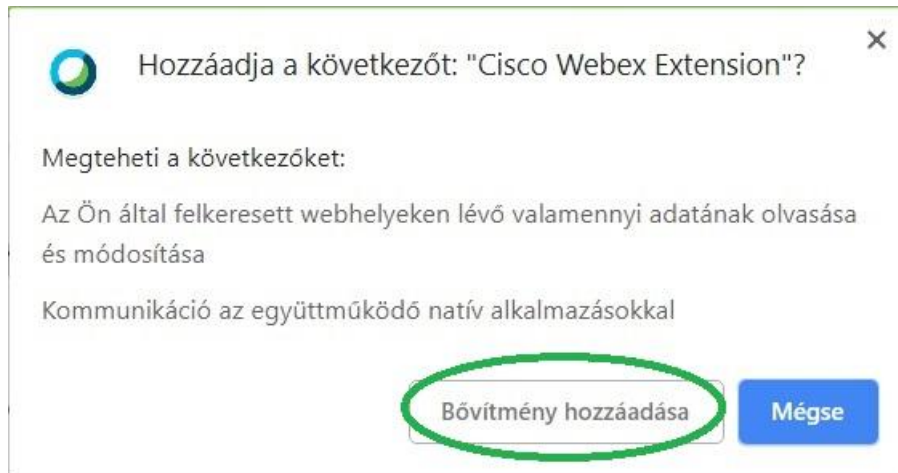 Hozzáadja a következőt: "Cisco Webex Extension"?
Megteheti a következőket:
Az Ön által felkeresett webhelyeken lévő valamennyi adatának olvasása
és módosítása
Kommunikáció az együttműködő natív alkalmazásokkal
Bővítmény hozzáadása
Mégse